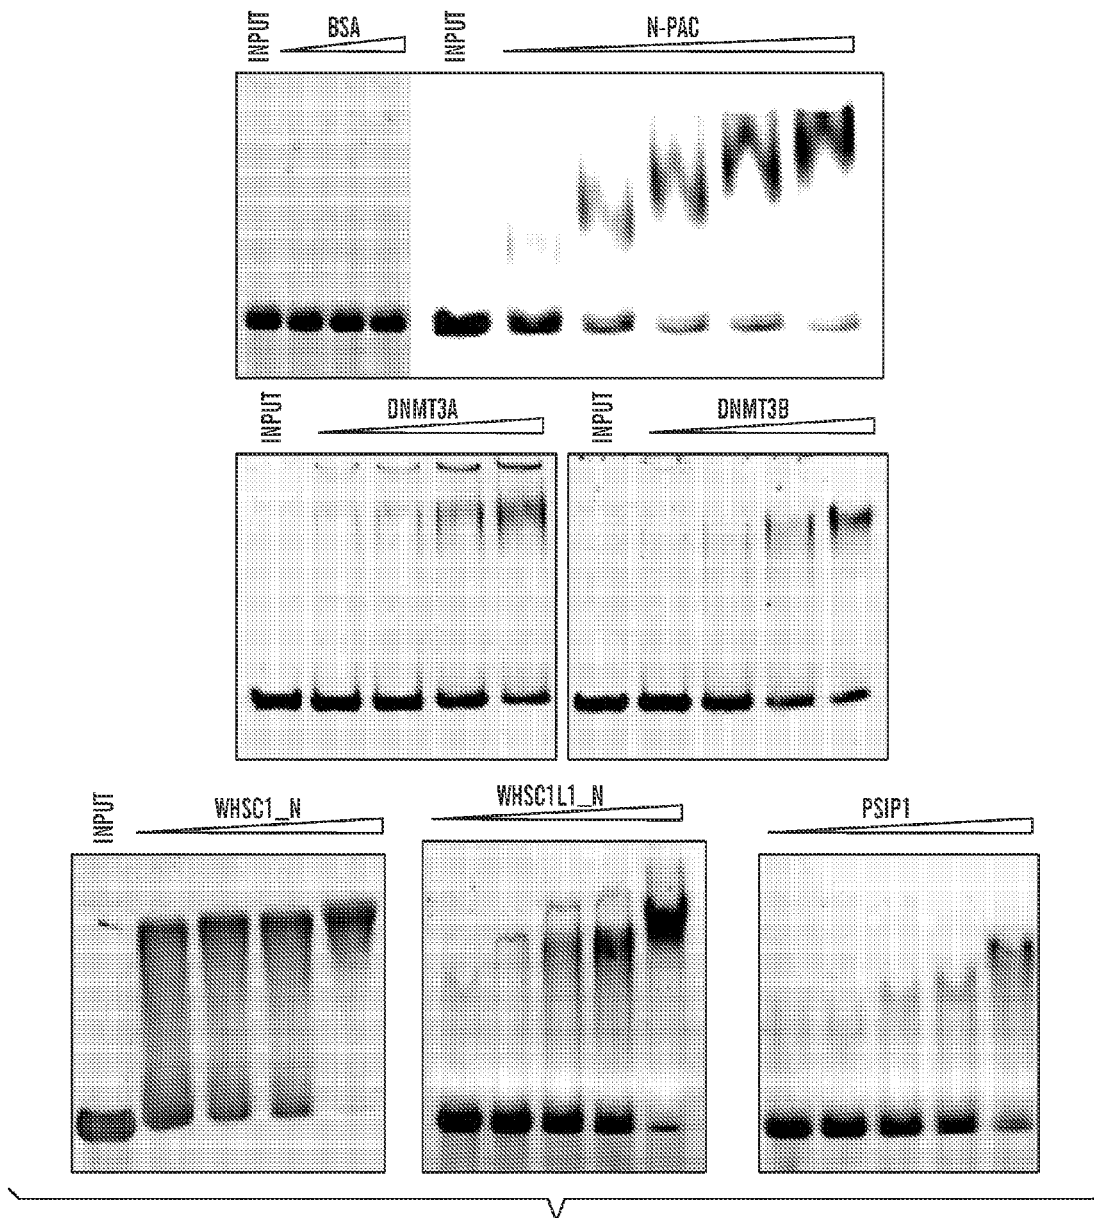 INPUT BSA INPUT N-PAC
INPUT DNMT3A INPUT DNMT3B
INPUT WHSC1_N WHSC1L1_N PSIP1